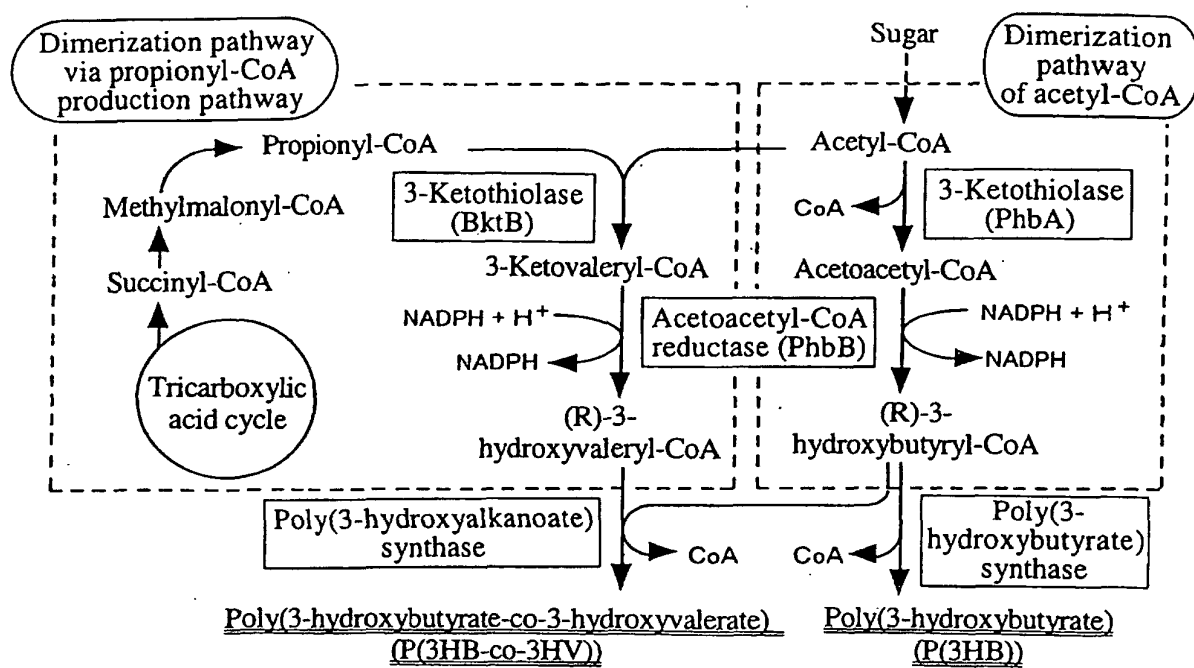 Dimerization pathway
via propionyl-CoA
production pathway
Sugar
Dimerization
pathway
of acetyl-CoA
Propionyl-CoA
Acetyl-CoA
Methylmalonyl-CoA
3-Ketothiolase
(BktB)
CoA
3-Ketothiolase
(PhbA)
Succinyl-CoA
3-Ketovaleryl-CoA
Acetoacetyl-CoA
NADPH + H+
NADPH
Acetoacetyl-CoA
reductase (PhbB)
NADPH + H+
NADPH
Tricarboxylic
acid cycle
(R)-3-
hydroxyvaleryl-CoA
(R)-3-
hydroxybutyryl-CoA
Poly(3-hydroxyalkanoate)
synthase
CoA
CoA
Poly(3-
hydroxybutyrate)
synthase
Poly(3-hydroxybutyrate-co-3-hydroxyvalerate)
(P(3HB-co-3HV))
Poly(3-hydroxybutyrate)
(P(3HB))